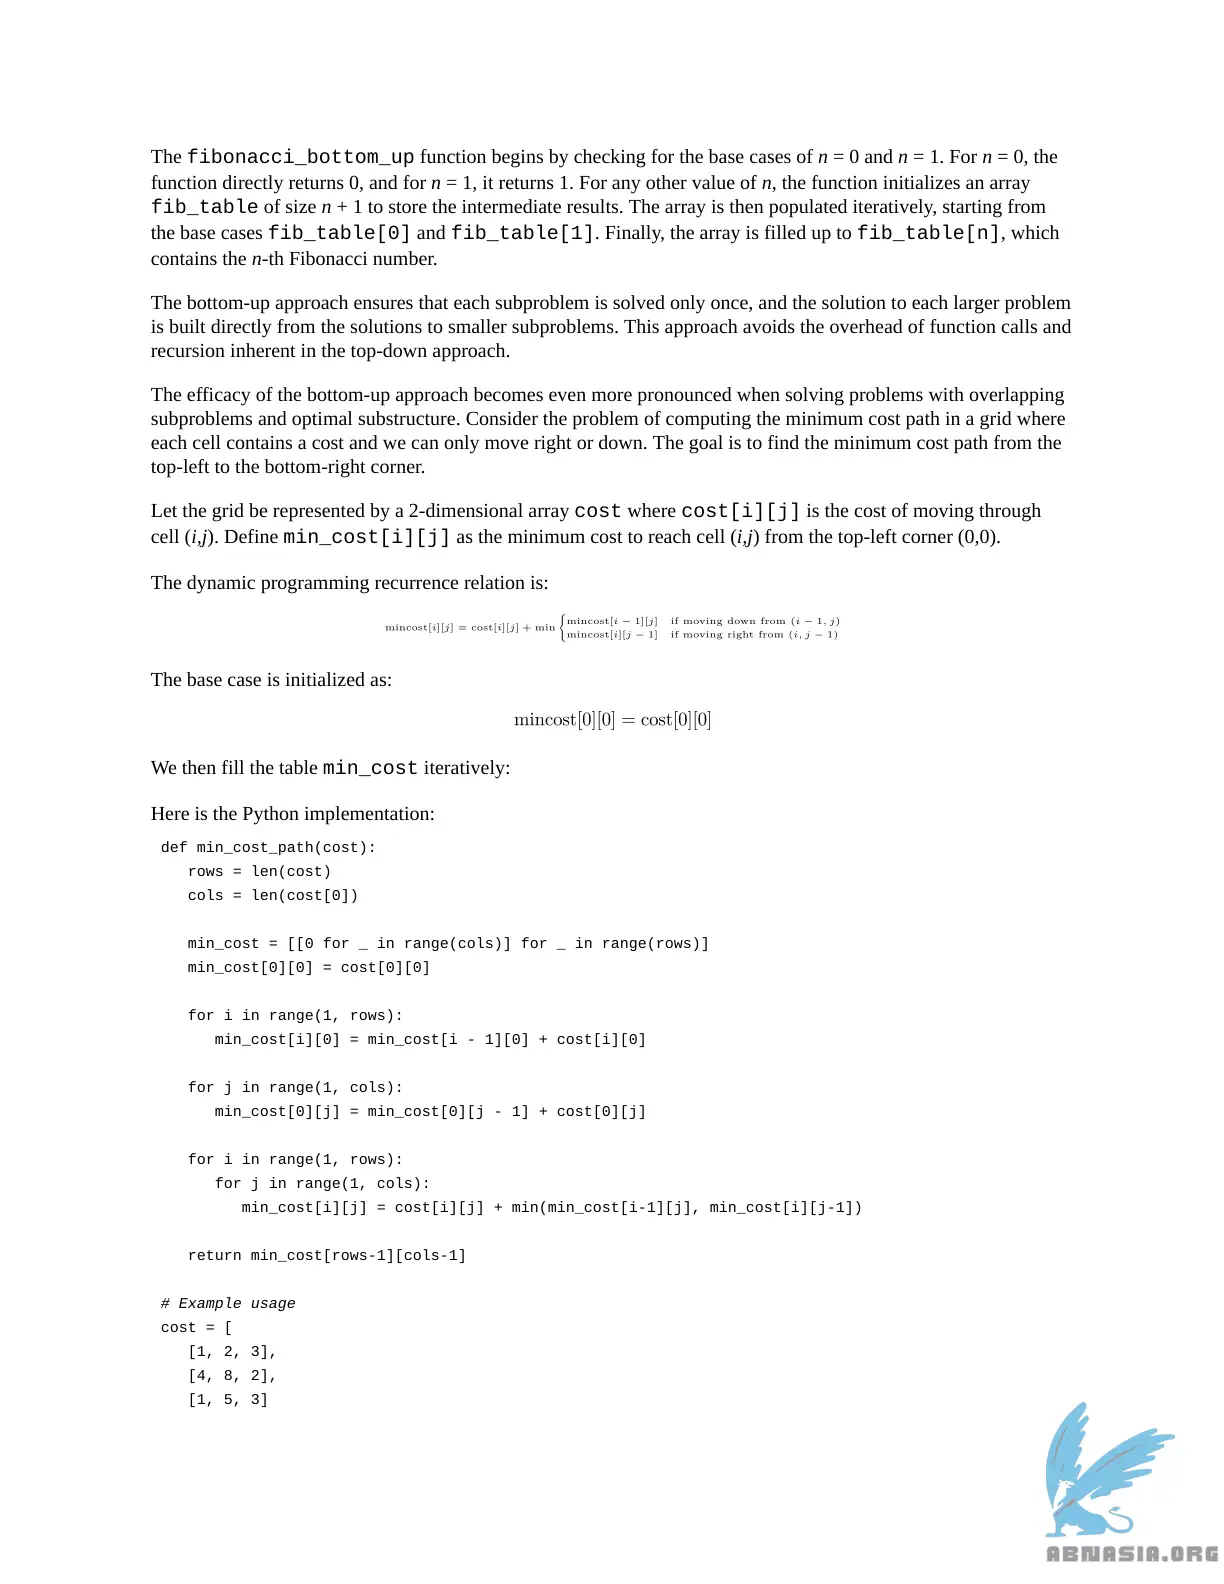 The fibonacci_bottom_up function begins by checking for the base cases of n = 0 and n = 1. For n = 0, the
function directly returns 0, and for n = 1, it returns 1. For any other value of n, the function initializes an array
fib_table of size n + 1 to store the intermediate results. The array is then populated iteratively, starting from
the base cases fib_table[0] and fib_table[1]. Finally, the array is filled up to fib_table[n], which
contains the n-th Fibonacci number.
The bottom-up approach ensures that each subproblem is solved only once, and the solution to each larger problem
is built directly from the solutions to smaller subproblems. This approach avoids the overhead of function calls and
recursion inherent in the top-down approach.
The efficacy of the bottom-up approach becomes even more pronounced when solving problems with overlapping
subproblems and optimal substructure. Consider the problem of computing the minimum cost path in a grid where
each cell contains a cost and we can only move right or down. The goal is to find the minimum cost path from the
top-left to the bottom-right corner.
Let the grid be represented by a 2-dimensional array cost where cost[i][j] is the cost of moving through
cell (i,j). Define min_cost[i][j] as the minimum cost to reach cell (i,j) from the top-left corner (0,0).
The dynamic programming recurrence relation is:
mincost[i][j] = cost[i][j] + min { mincost[i − 1][j] if moving down from (i − 1, j)
mincost[i][j − 1] if moving right from (i, j − 1)
The base case is initialized as:
mincost[0][0] = cost[0][0]
We then fill the table min_cost iteratively:
Here is the Python implementation:
def min_cost_path(cost):
   rows = len(cost)
   cols = len(cost[0])
   min_cost = [[0 for _ in range(cols)] for _ in range(rows)]
   min_cost[0][0] = cost[0][0]
   for i in range(1, rows):
      min_cost[i][0] = min_cost[i - 1][0] + cost[i][0]
   for j in range(1, cols):
      min_cost[0][j] = min_cost[0][j - 1] + cost[0][j]
   for i in range(1, rows):
      for j in range(1, cols):
         min_cost[i][j] = cost[i][j] + min(min_cost[i-1][j], min_cost[i][j-1])
   return min_cost[rows-1][cols-1]
# Example usage
cost = [
   [1, 2, 3],
   [4, 8, 2],
   [1, 5, 3]
ABNASIA.ORG